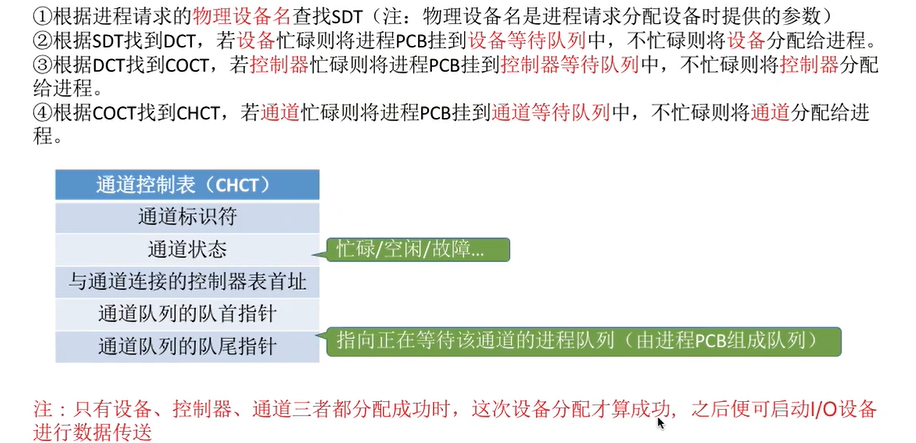 ①根据进程请求的物理设备名查找SDT（注：物理设备名是进程请求分配设备时提供的参数）
②根据SDT找到DCT，若设备忙碌则将进程PCB挂到设备等待队列中，不忙碌则将设备分配给进程。
③根据DCT找到COCT，若控制器忙碌则将进程PCB挂到控制器等待队列中，不忙碌则将控制器分配
给进程。
④根据COCT找到CHCT，若通道忙碌则将进程PCB挂到通道等待队列中，不忙碌则将通道分配给进
程。
通道控制表（CHCT）
通道标识符
通道状态
忙碌/空闲/故障...
与通道连接的控制器表首址
通道队列的队首指针
通道队列的队尾指针
指向正在等待该通道的进程队列（由进程PCB组成队列）
注：只有设备、控制器、通道三者都分配成功时，这次设备分配才算成功，之后便可启动I/O设备
进行数据传送